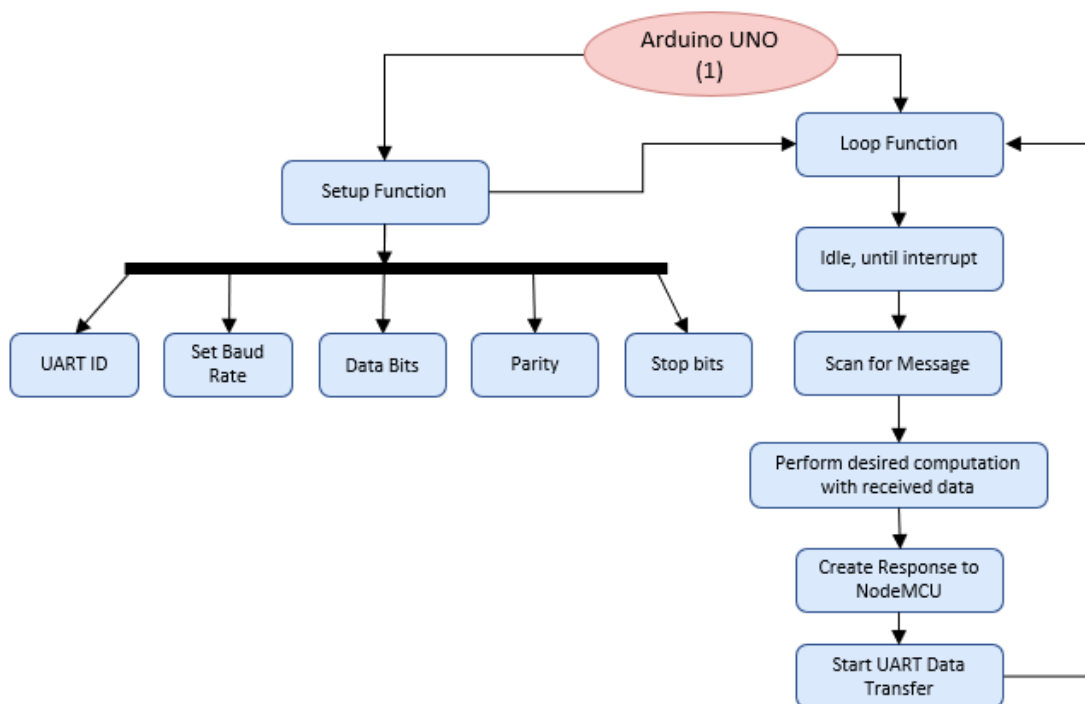 Arduino UNO
(1)
Loop Function
Setup Function
Idle, until interrupt
UART ID
Set Baud
Rate
Data Bits
Parity
Stop bits
Scan for Message
Perform desired computation
with received data
Create Response to
NodeMCU
Start UART Data
Transfer